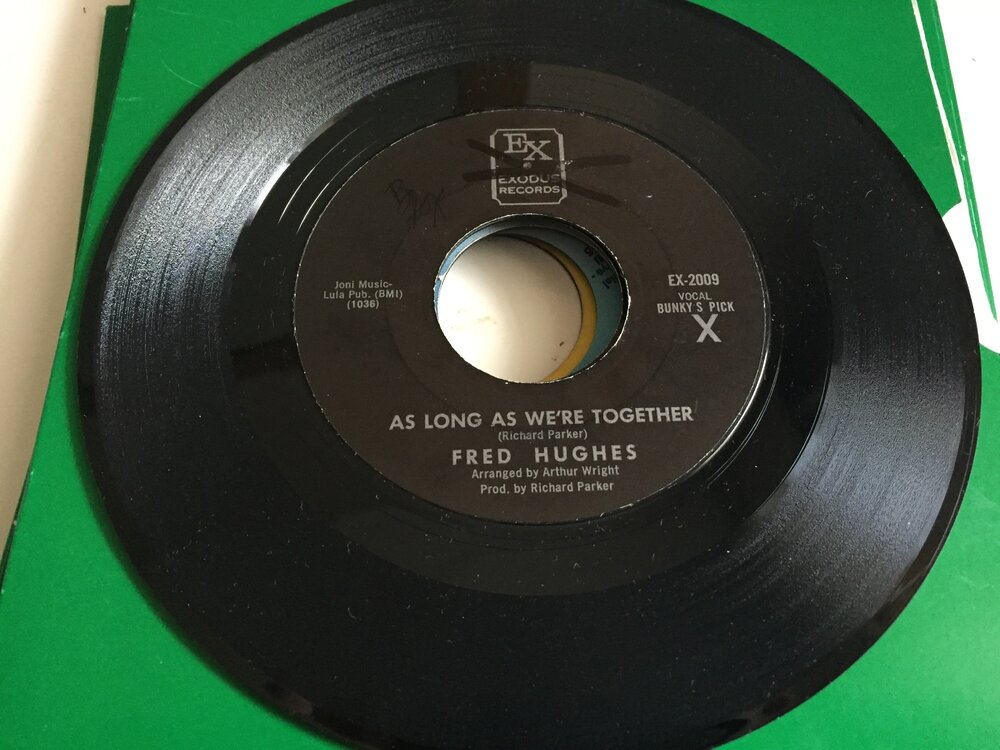 EX
EXODUS
RECORDS
Joni Music-
Lula Pub. (BMI)
(1036)
EX-2009
VOCAL
BUNKY'S PICK
X
AS LONG AS WE'RE TOGETHER
(Richard Parker)
FRED HUGHES
Arranged by Arthur Wright
Prod. by Richard Parker